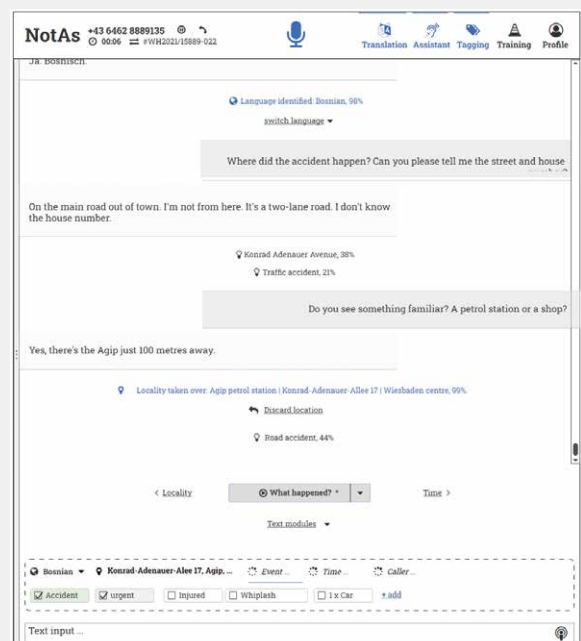 NotAs +43 6462 8889135
00:06 #WH2021/15889-022
Translation Assistant Tagging Training Profile
Ja. Bosnisch.
Language identified: Bosnian, 98%
switch language
Where did the accident happen? Can you please tell me the street and house
On the main road out of town. I'm not from here. It's a two-lane road. I don't know
the house number.
Konrad Adenauer Avenue, 38%
Traffic accident, 21%
Do you see something familiar? A petrol station or a shop?
Yes, there's the Agip just 100 metres away.
Locality taken over: Agip petrol station | Konrad-Adenauer-Allee 17 | Wiesbaden centre, 99%
Discard location
Road accident, 44%
< Locality What happened? * Time >
Text modules
Bosnian Konrad-Adenauer-Alee 17, Agip, ... Event ... Time ... Caller ...
Accident urgent Injured Whiplash 1 x Car +add
Text input ...